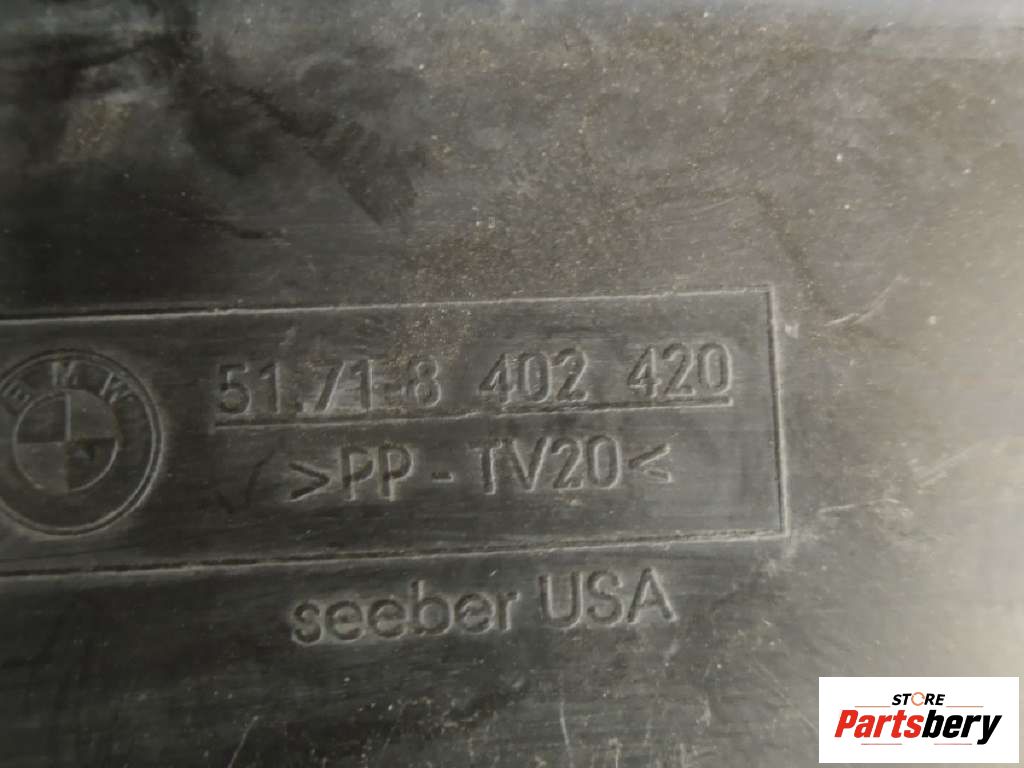 BMW
51.71-8 402 420
>PP - TV20<
seeber USA
STORE
Partsbery